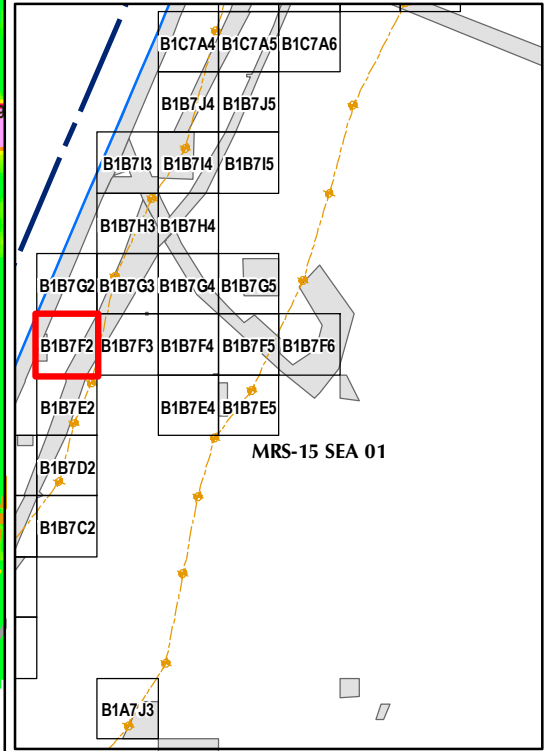 B1C7A4 B1C7A5 B1C7A6
B1B7J4 B1B7J5
B1B7I3 B1B7I4 B1B7I5
B1B7H3 B1B7H4
B1B7G2 B1B7G3 B1B7G4 B1B7G5
B1B7F2 B1B7F3 B1B7F4 B1B7F5 B1B7F6
B1B7E2 B1B7E4 B1B7E5
MRS-15 SEA 01
B1B7D2
B1B7C2
B1A7J3